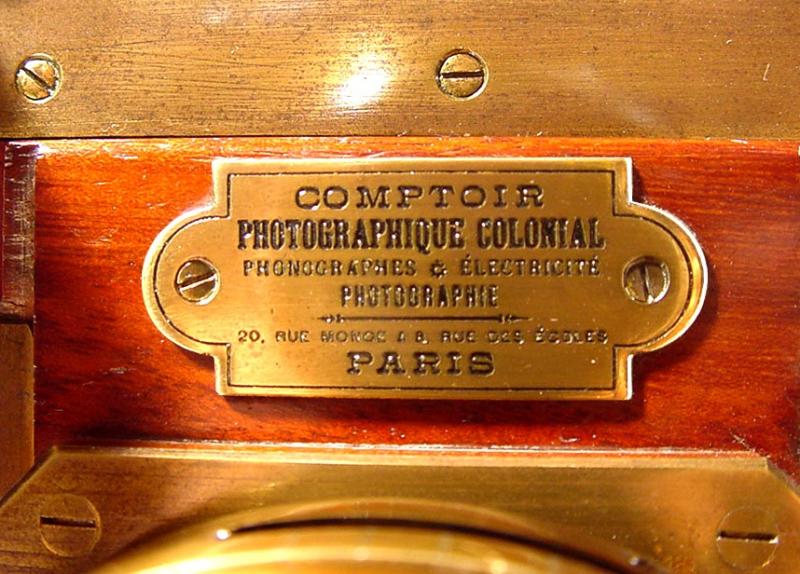 COMPTOIR
PHOTOGRAPHIQUE COLONIAL
PHONOGRAPHES & ÉLECTRICITÉ
PHOTOGRAPHIE
20, RUE MONGE & 8, RUE DES ÉCOLES
PARIS